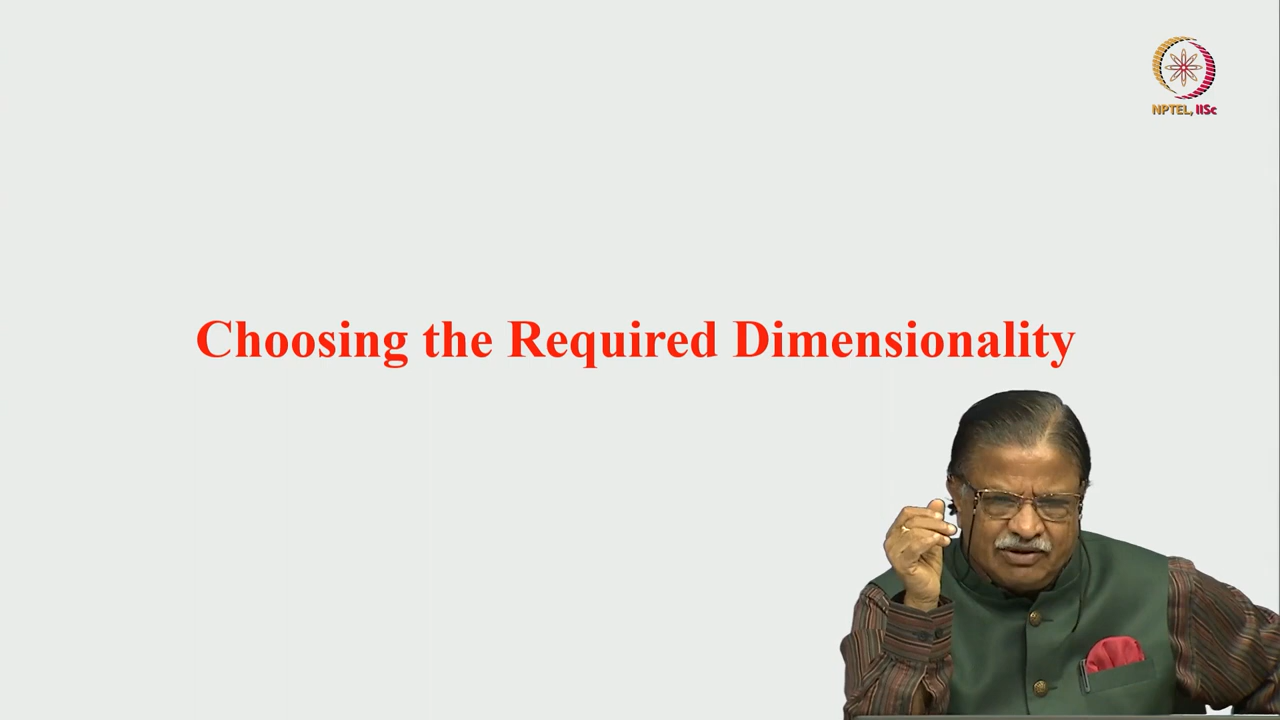 NPTEL, IISc
Choosing the Required Dimensionality